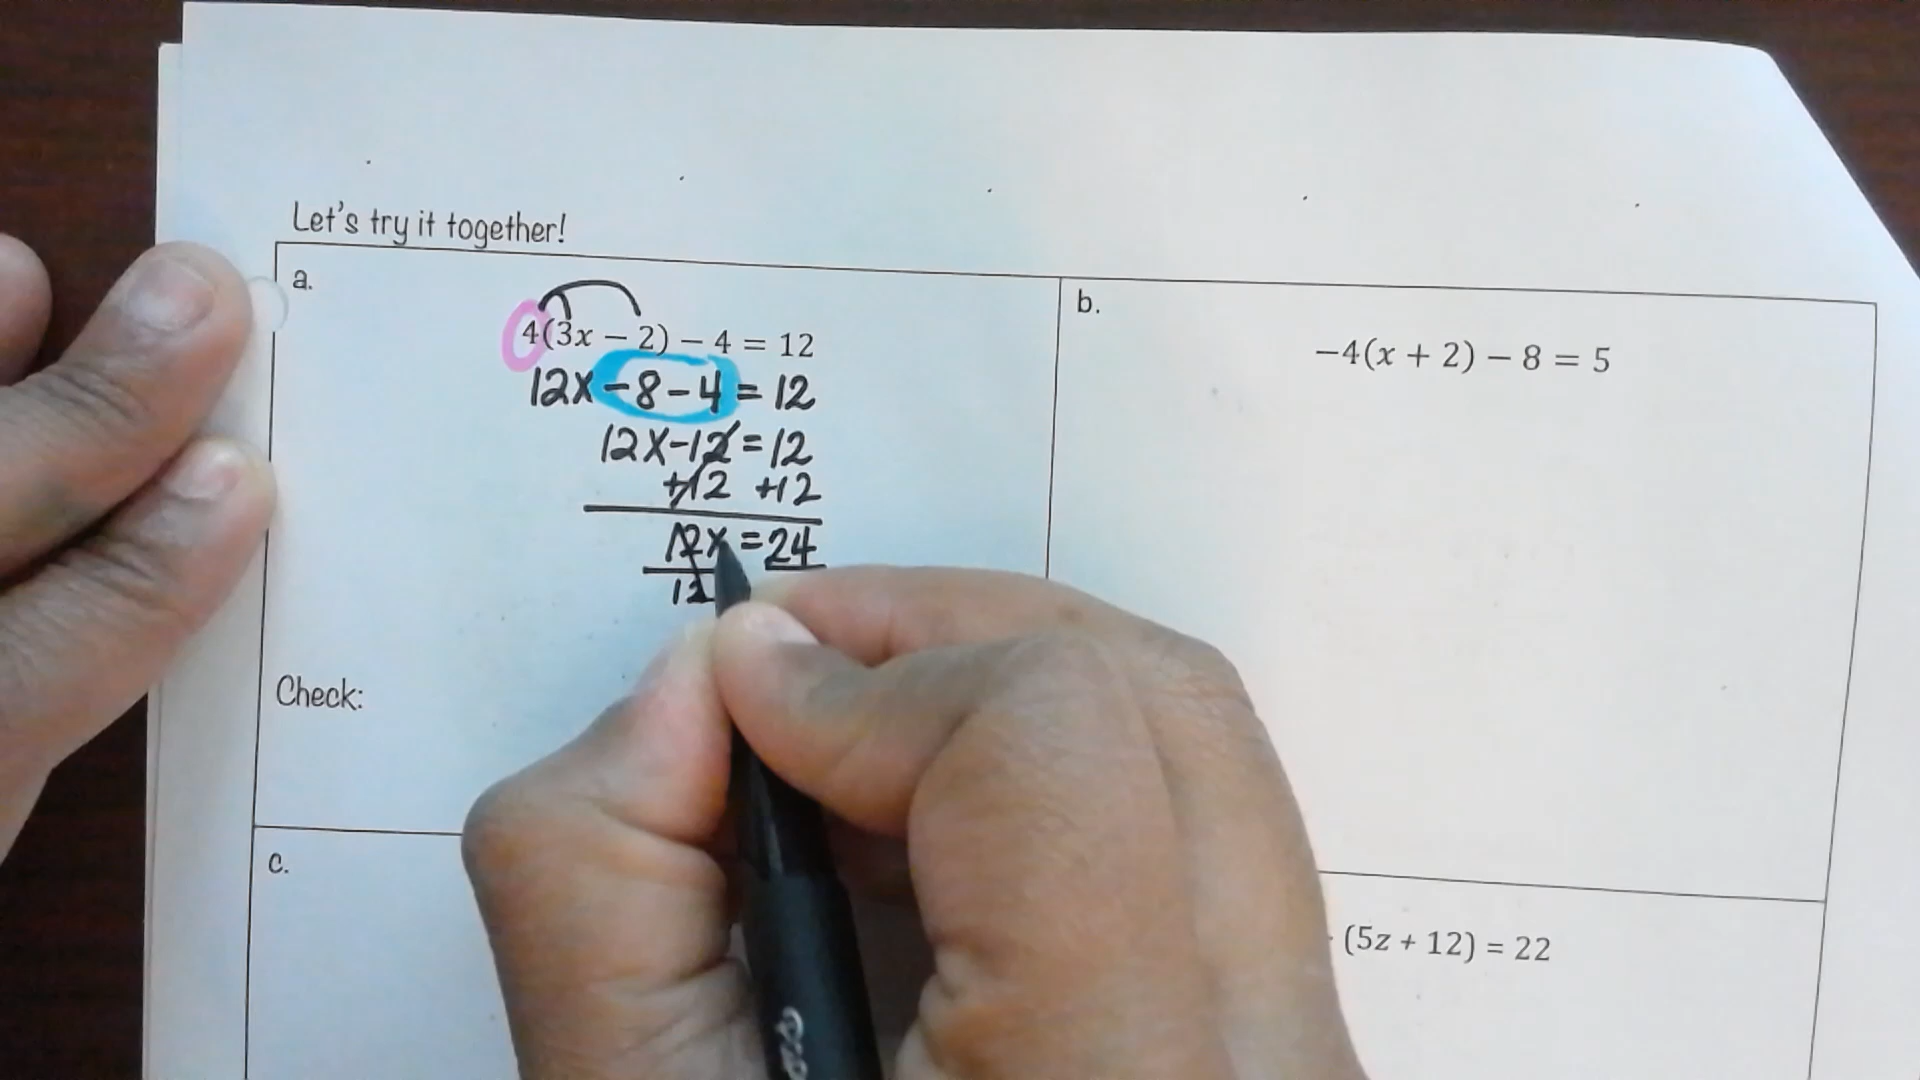 Let's try it together!
a.
4(3x − 2) − 4 = 12
12x -8-4 = 12
12x-12=12
+12 +12
12x = 24
12
Check:
b.
−4(x + 2) − 8 = 5
c.
(5z + 12) = 22